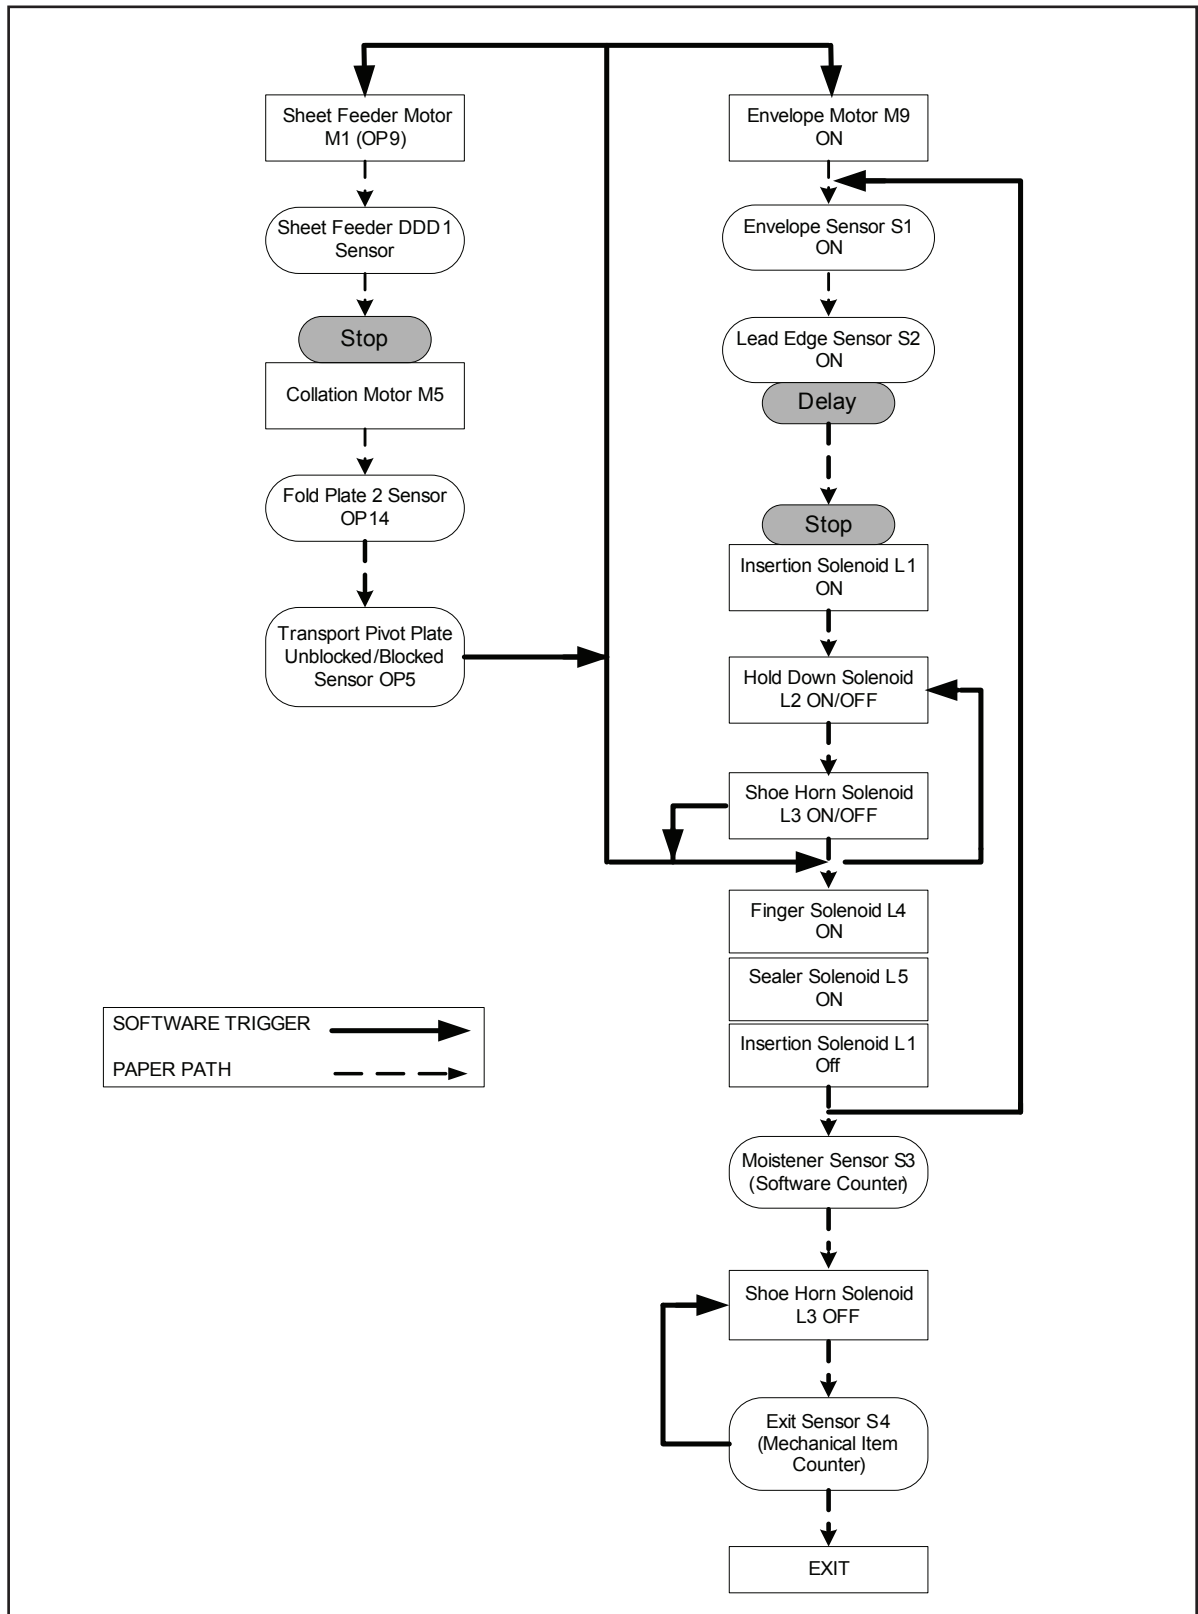 Sheet Feeder Motor
M1 (OP9)
Sheet Feeder DDD1
Sensor
Stop
Collation Motor M5
Fold Plate 2 Sensor
OP14
Transport Pivot Plate
Unblocked/Blocked
Sensor OP5
Envelope Motor M9
ON
Envelope Sensor S1
ON
Lead Edge Sensor S2
ON
Delay
Stop
Insertion Solenoid L1
ON
Hold Down Solenoid
L2 ON/OFF
Shoe Horn Solenoid
L3 ON/OFF
Finger Solenoid L4
ON
Sealer Solenoid L5
ON
Insertion Solenoid L1
Off
Moistener Sensor S3
(Software Counter)
Shoe Horn Solenoid
L3 OFF
Exit Sensor S4
(Mechanical Item
Counter)
EXIT
SOFTWARE TRIGGER
PAPER PATH